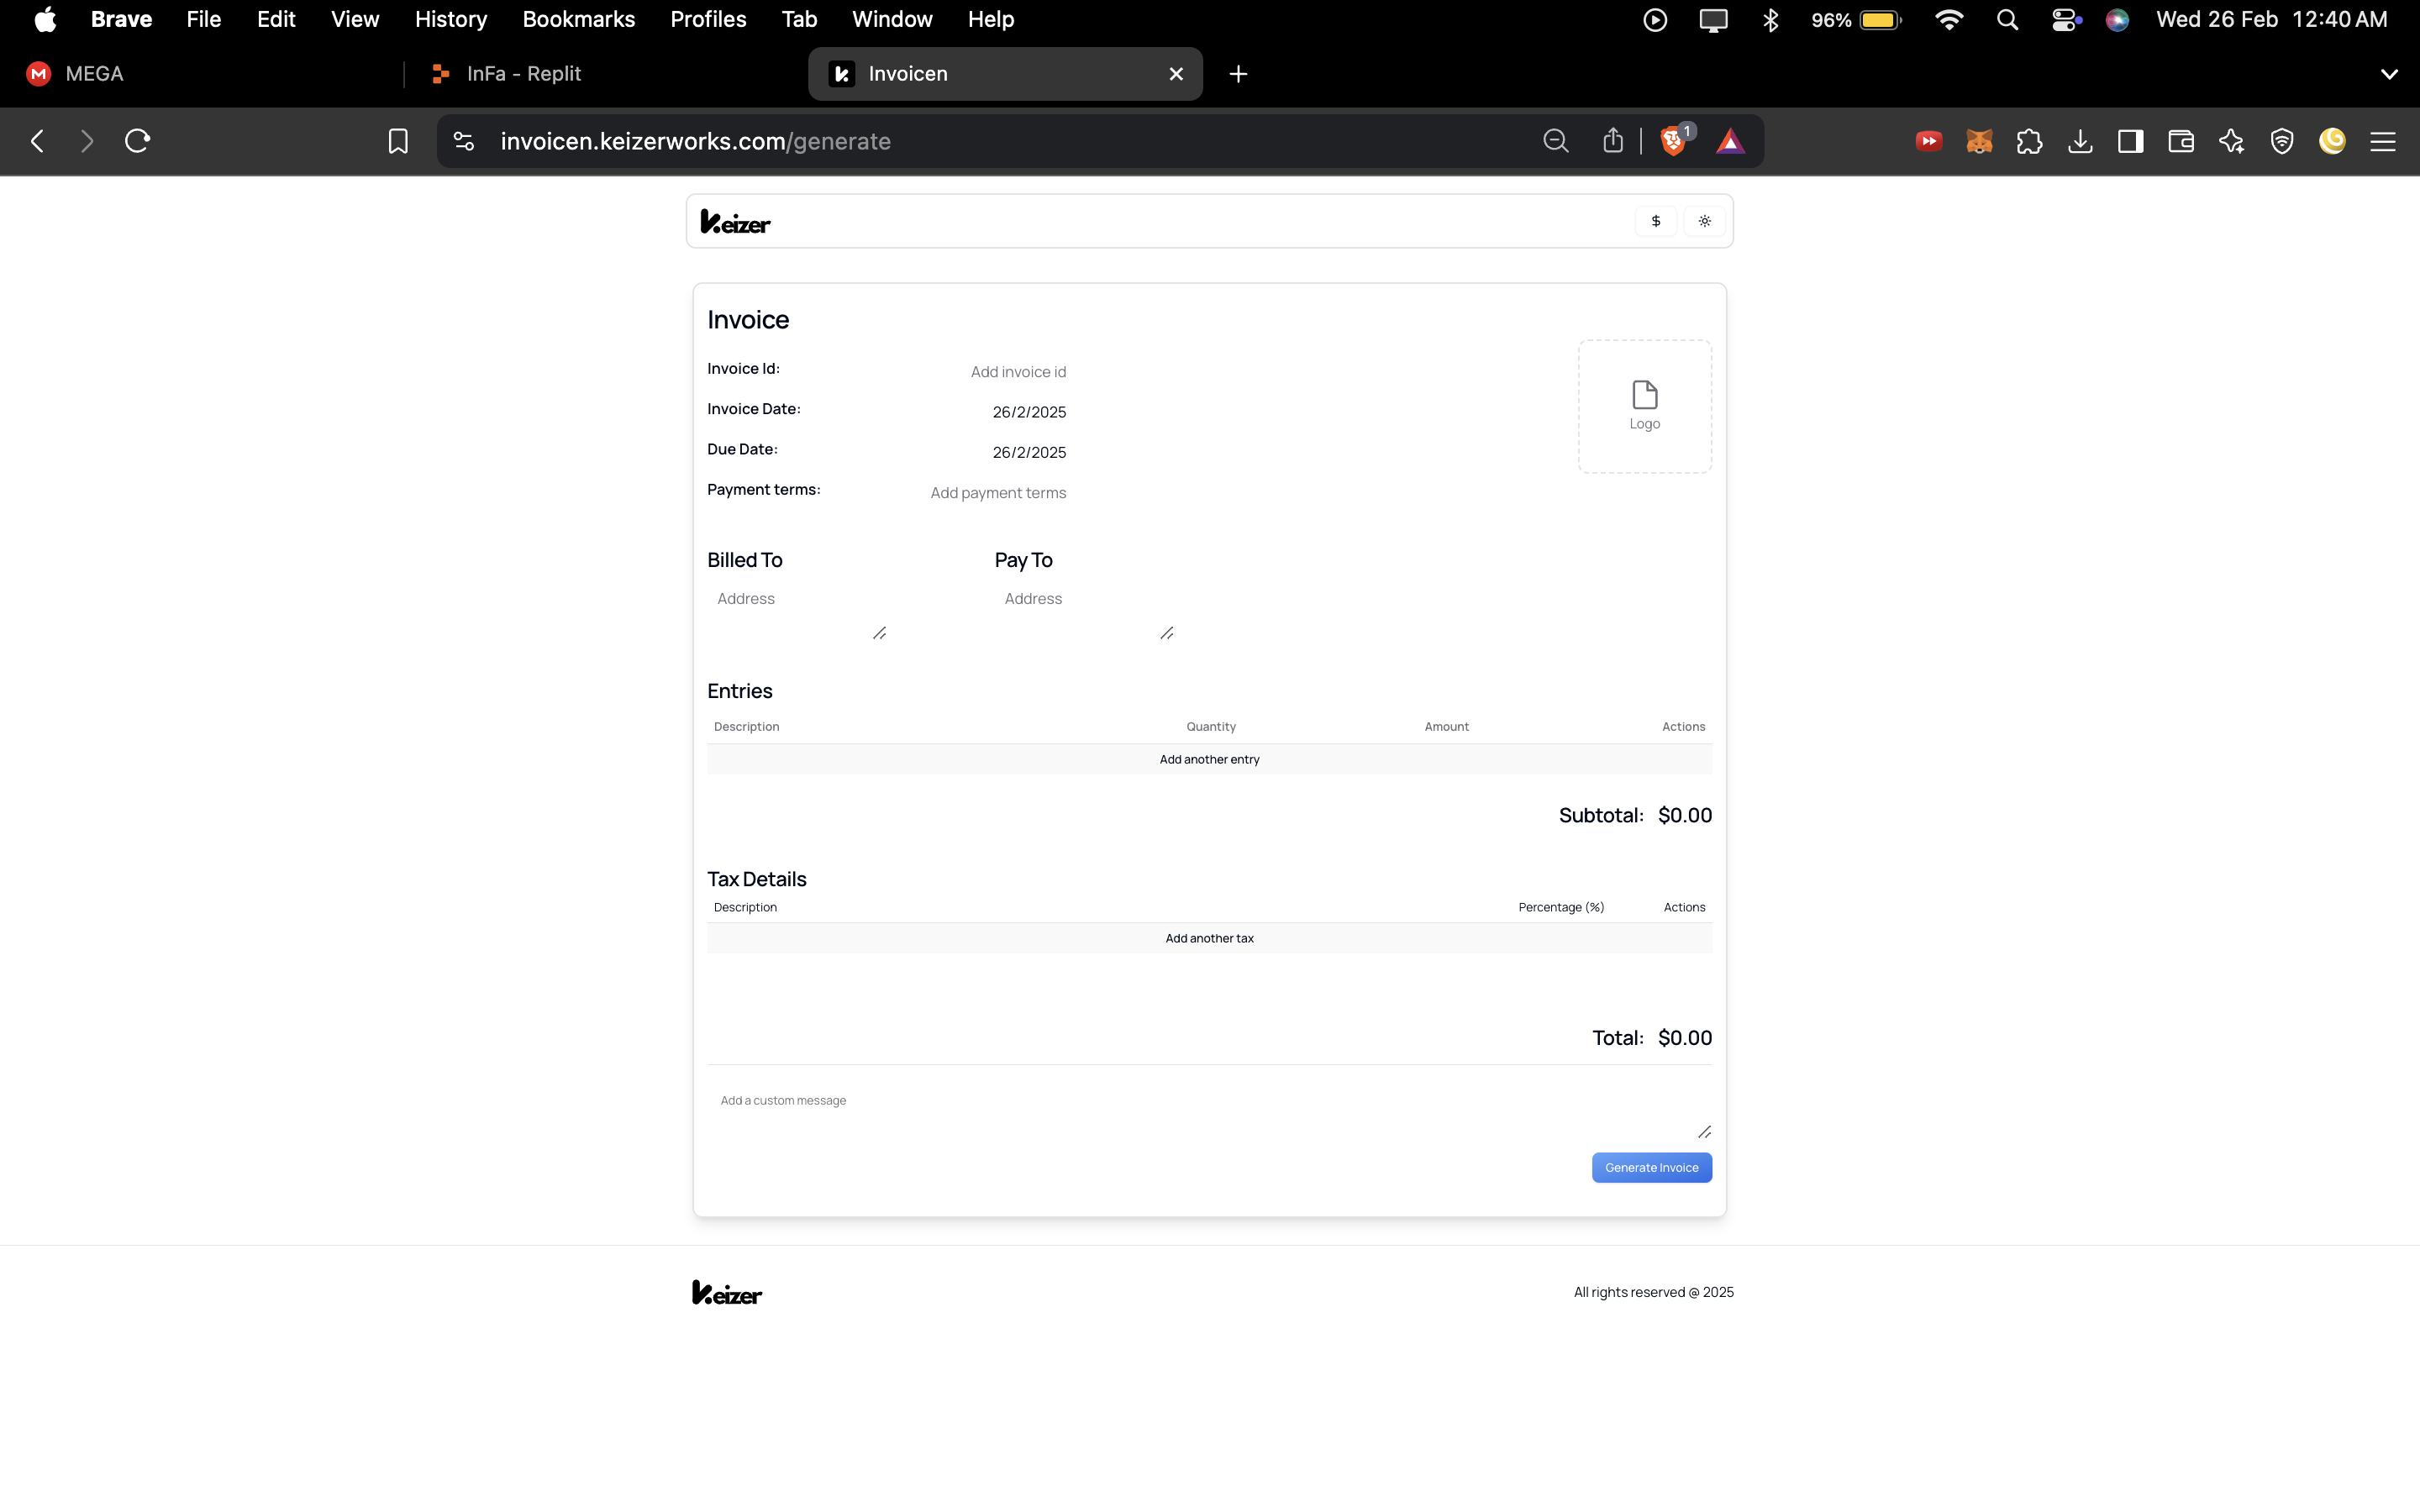 Brave File Edit View History Bookmarks Profiles Tab Window Help 96% Wed 26 Feb 12:40 AM
MEGA InFa - Replit Invoicen
invoicen.keizerworks.com/generate 1
Keizer $
Invoice
Invoice Id: Add invoice id
Logo
Invoice Date: 26/2/2025
Due Date: 26/2/2025
Payment terms: Add payment terms
Billed To Pay To
Address Address
Entries
Description Quantity Amount Actions
Add another entry
Subtotal: $0.00
Tax Details
Description Percentage (%) Actions
Add another tax
Total: $0.00
Add a custom message
Generate Invoice
Keizer All rights reserved @ 2025